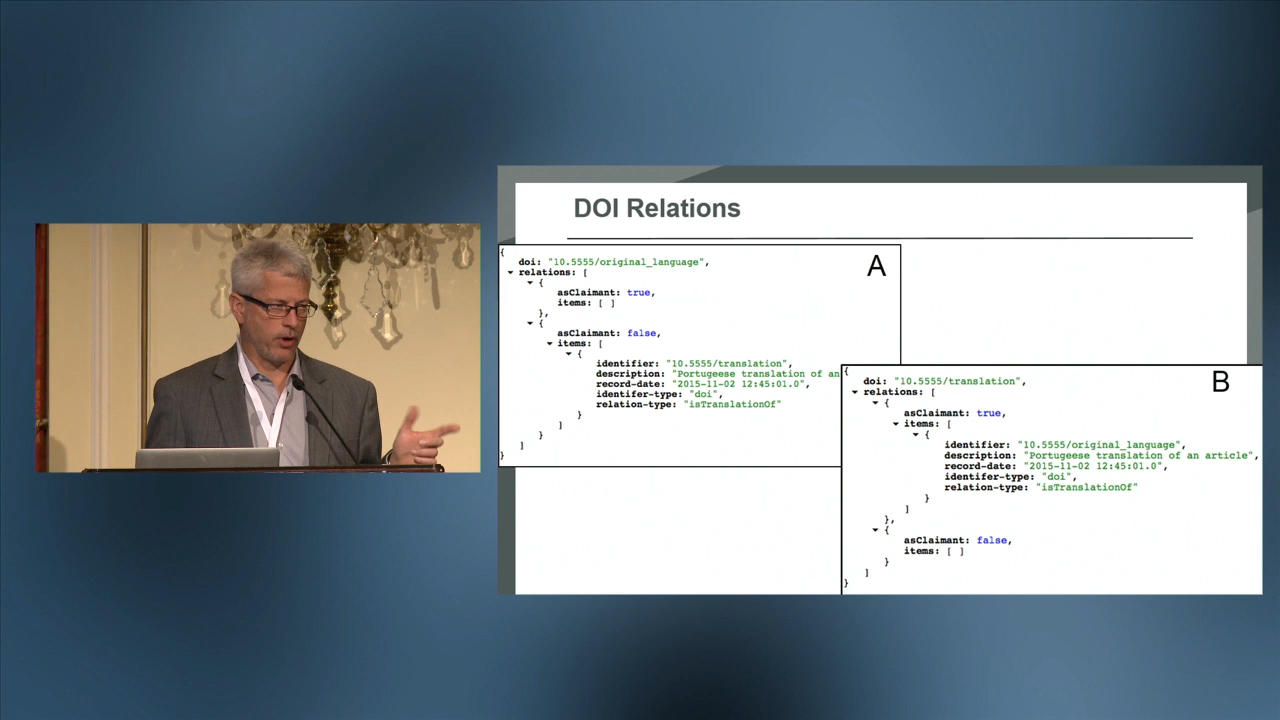 DOI Relations
A
{
doi: "10.5555/original_language",
▼ relations: [
▼ {
asClaimant: true,
items: [ ]
},
▼ {
asClaimant: false,
▼ items: [
▼ {
identifier: "10.5555/translation",
description: "Portugeese translation of an
record-date: "2015-11-02 12:45:01.0",
identifer-type: "doi",
relation-type: "isTranslationOf"
}
]
}
]
}
B
{
doi: "10.5555/translation",
▼ relations: [
▼ {
asClaimant: true,
▼ items: [
▼ {
identifier: "10.5555/original_language",
description: "Portugeese translation of an article",
record-date: "2015-11-02 12:45:01.0",
identifer-type: "doi",
relation-type: "isTranslationOf"
}
]
},
▼ {
asClaimant: false,
items: [ ]
}
]
}